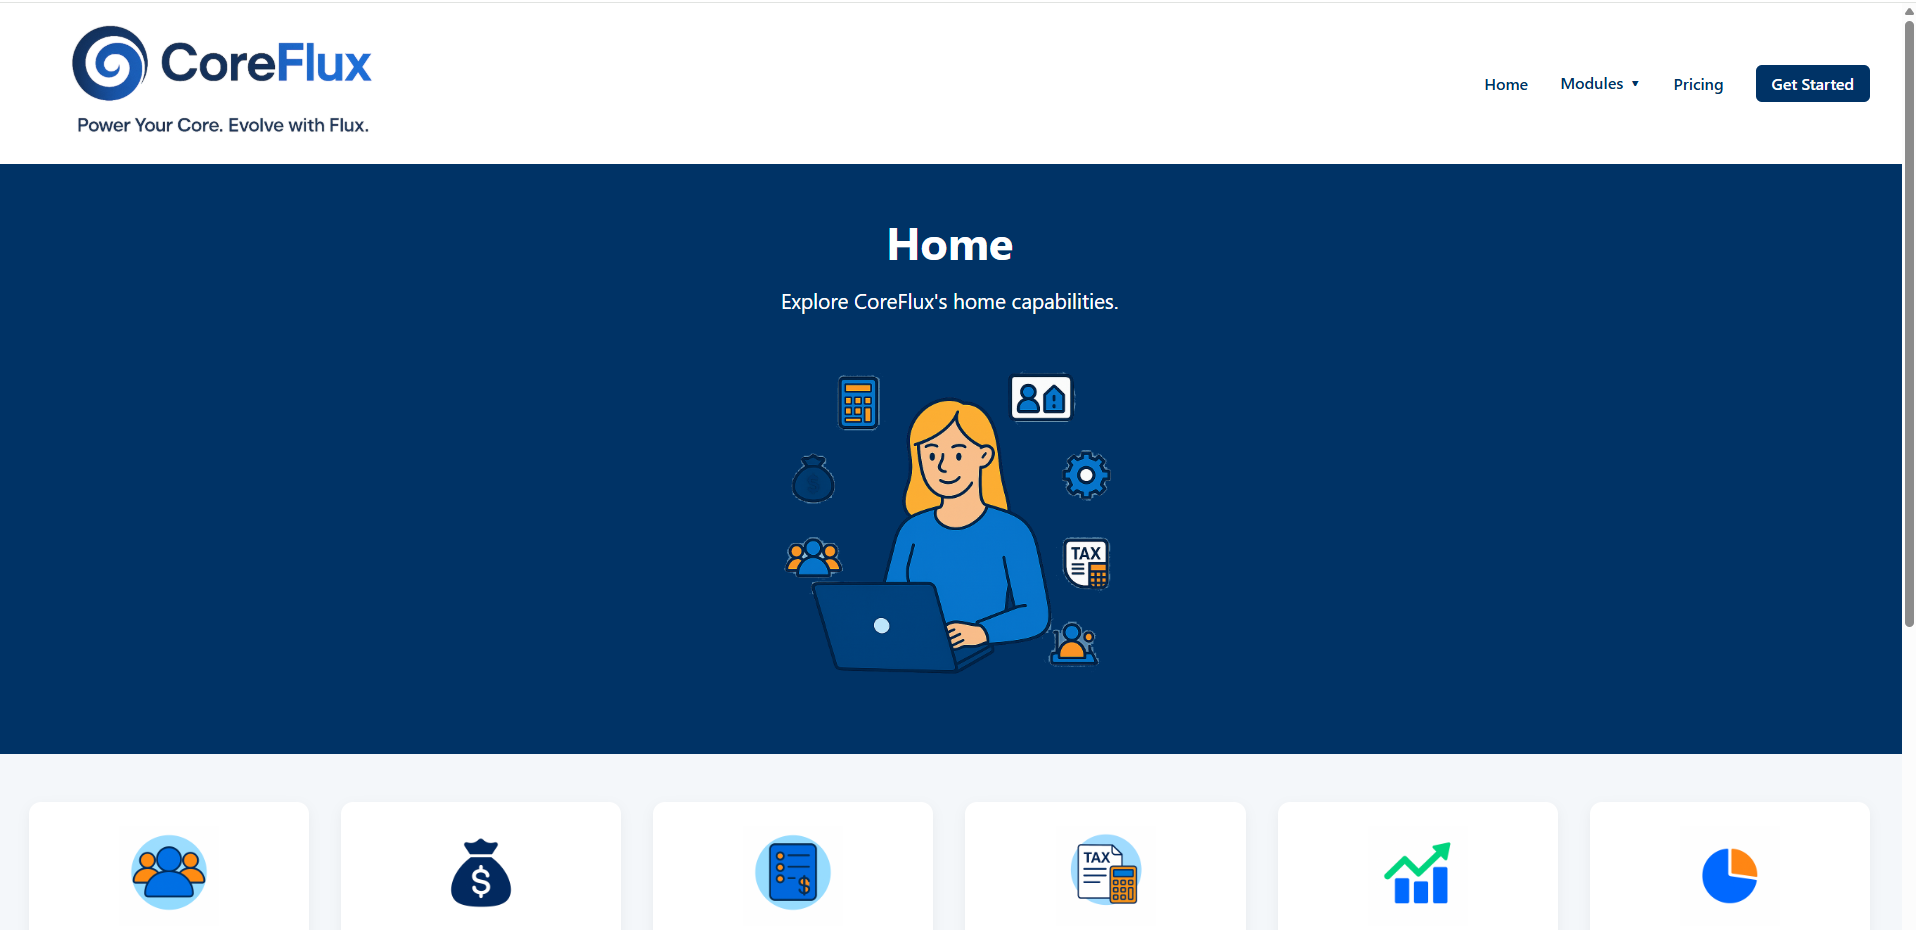 CoreFlux
Power Your Core. Evolve with Flux.
Home
Modules ▼
Pricing
Get Started
Home
Explore CoreFlux's home capabilities.
TAX
$
$
TAX